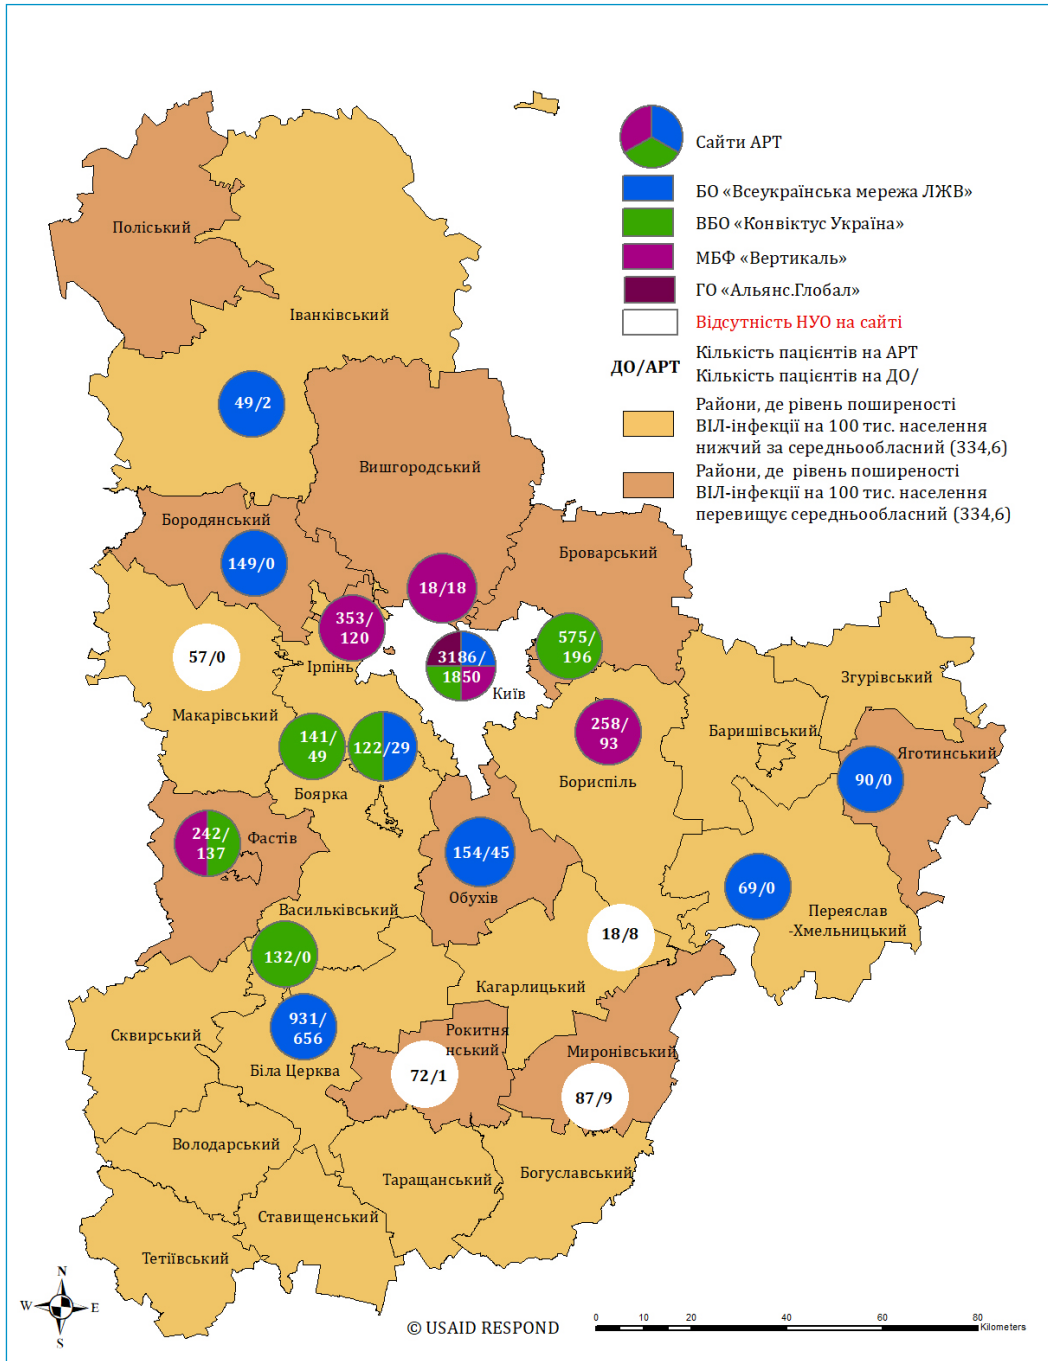 Сайти АРТ
БО «Всеукраїнська мережа ЛЖВ»
ВБО «Конвіктус Україна»
МБФ «Вертикаль»
ГО «Альянс.Глобал»
Відсутність НУО на сайті
ДО/АРТ
Кількість пацієнтів на АРТ
Кількість пацієнтів на ДО/
Райони, де рівень поширеності
ВІЛ-інфекції на 100 тис. населення
нижчий за середньообласний (334,6)
Райони, де рівень поширеності
ВІЛ-інфекції на 100 тис. населення
перевищує середньообласний (334,6)
Поліський
Іванківський
49/2
Вишгородський
Бородянський
149/0
Броварський
18/18
353/
120
Ірпінь
575/
196
3186/
1850
Київ
57/0
Макарівський
Згурівський
Баришівський
Яготинський
90/0
258/
93
Бориспіль
141/
49
122/29
Боярка
242/
137
Фастів
154/45
Обухів
69/0
Переяслав
-Хмельницький
Васильківський
132/0
18/8
Кагарлицький
931/
656
Біла Церква
Сквирський
Рокитня
нський
72/1
Миронівський
87/9
Володарський
Таращанський
Богуславський
Ставищенський
Тетіївський
N
W
E
S
© USAID RESPOND
0
10
20
40
60
80
Kilometers